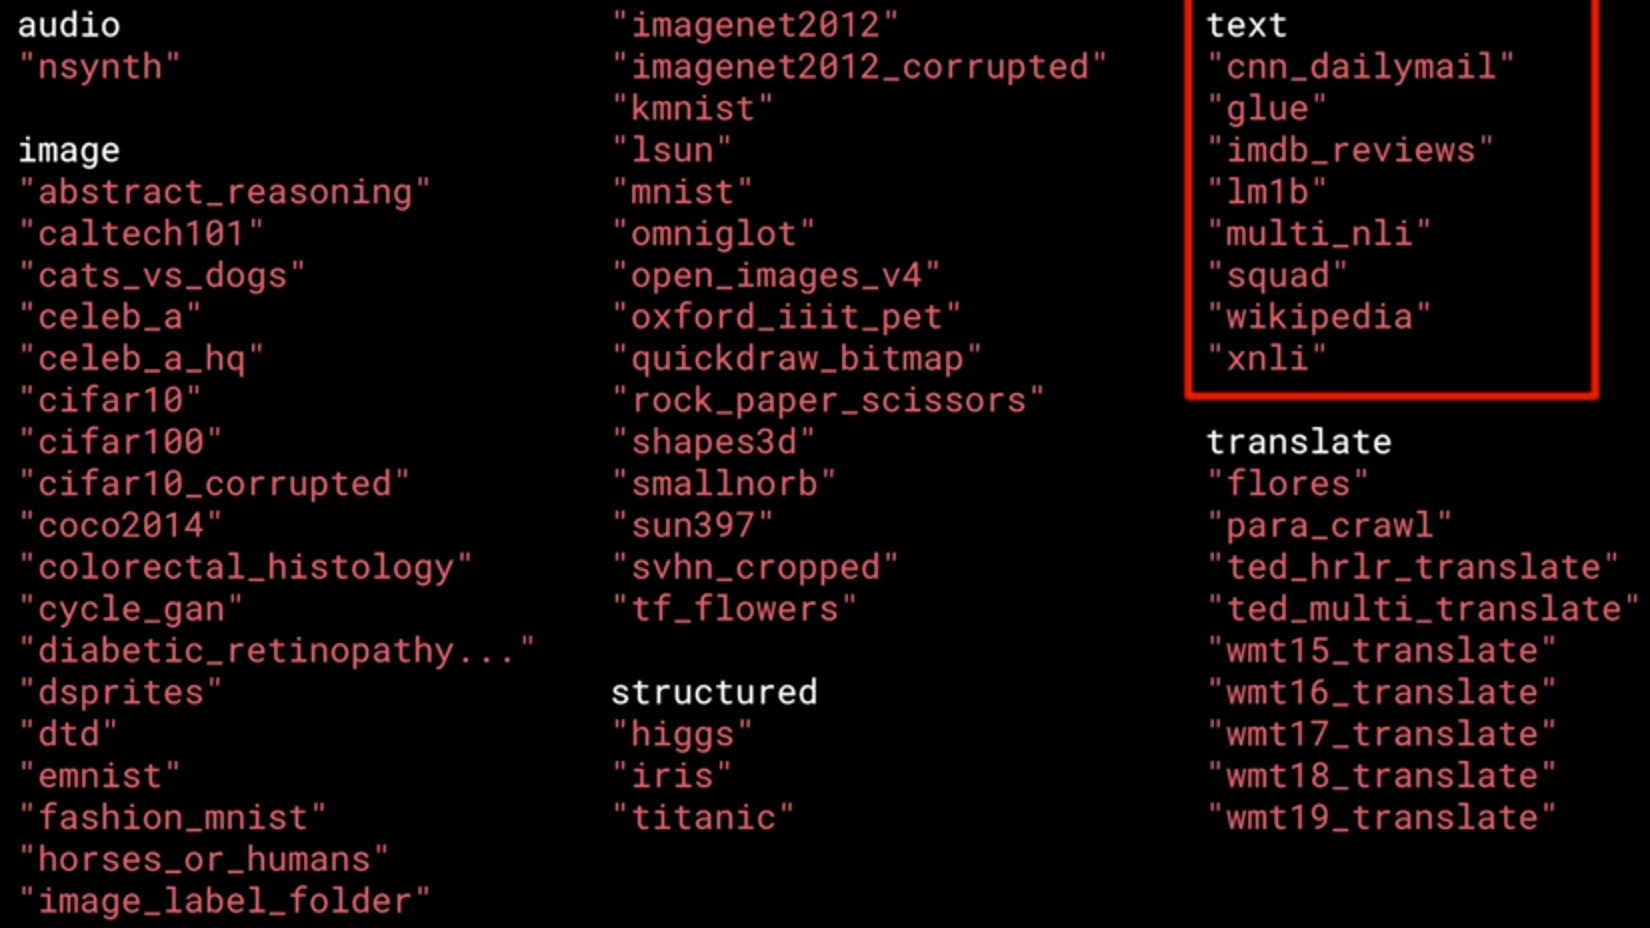 audio
"nsynth"
image
"abstract_reasoning"
"caltech101"
"cats_vs_dogs"
"celeb_a"
"celeb_a_hq"
"cifar10"
"cifar100"
"cifar10_corrupted"
"coco2014"
"colorectal_histology"
"cycle_gan"
"diabetic_retinopathy..."
"dsprites"
"dtd"
"emnist"
"fashion_mnist"
"horses_or_humans"
"image_label_folder"
"imagenet2012"
"imagenet2012_corrupted"
"kmnist"
"lsun"
"mnist"
"omniglot"
"open_images_v4"
"oxford_iiit_pet"
"quickdraw_bitmap"
"rock_paper_scissors"
"shapes3d"
"smallnorb"
"sun397"
"svhn_cropped"
"tf_flowers"
structured
"higgs"
"iris"
"titanic"
text
"cnn_dailymail"
"glue"
"imdb_reviews"
"lm1b"
"multi_nli"
"squad"
"wikipedia"
"xnli"
translate
"flores"
"para_crawl"
"ted_hrlr_translate"
"ted_multi_translate"
"wmt15_translate"
"wmt16_translate"
"wmt17_translate"
"wmt18_translate"
"wmt19_translate"